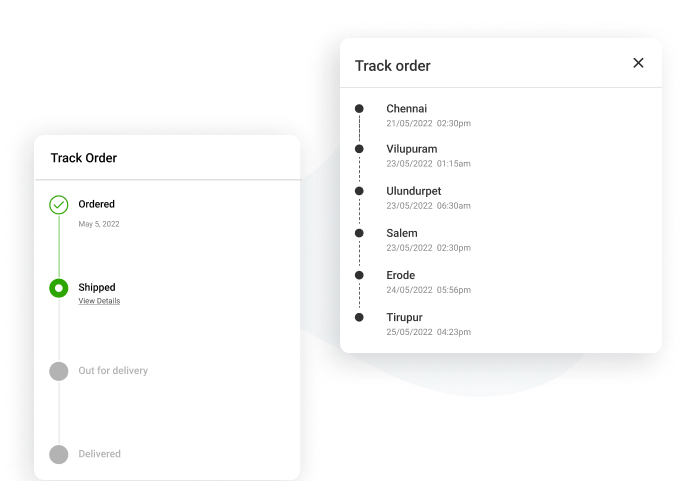 Track Order
Ordered
May 5, 2022
Shipped
View Details
Out for delivery
Delivered
Track order
Chennai
21/05/2022 02:30pm
Vilupuram
23/05/2022 01:15am
Ulundurpet
23/05/2022 06:30am
Salem
23/05/2022 02:30pm
Erode
24/05/2022 05:56pm
Tirupur
25/05/2022 04:23pm